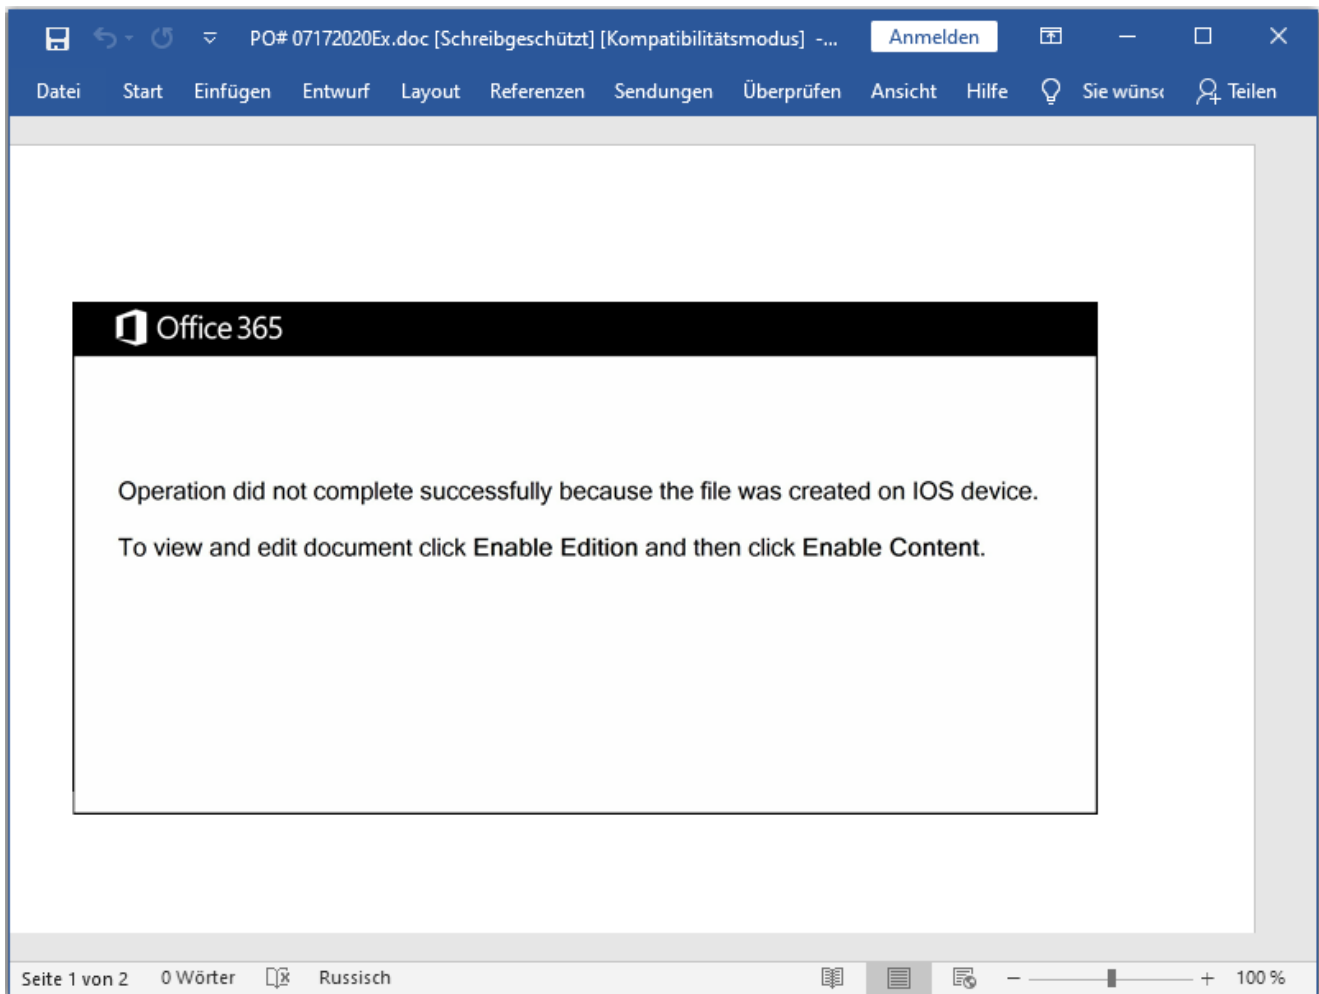 PO# 07172020Ex.doc [Schreibgeschützt] [Kompatibilitätsmodus] -... Anmelden
Datei Start Einfügen Entwurf Layout Referenzen Sendungen Überprüfen Ansicht Hilfe Sie wünsc Teilen
Office 365
Operation did not complete successfully because the file was created on IOS device.
To view and edit document click Enable Edition and then click Enable Content.
Seite 1 von 2 0 Wörter Russisch 100 %